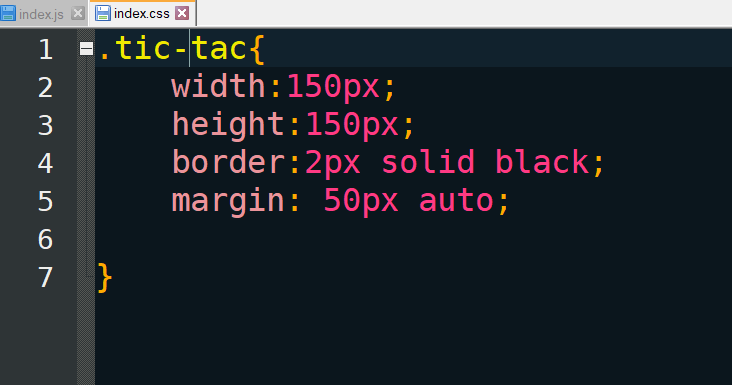 index.js index.css
1 .tic-tac{
2 width:150px;
3 height:150px;
4 border:2px solid black;
5 margin: 50px auto;
6
7 }